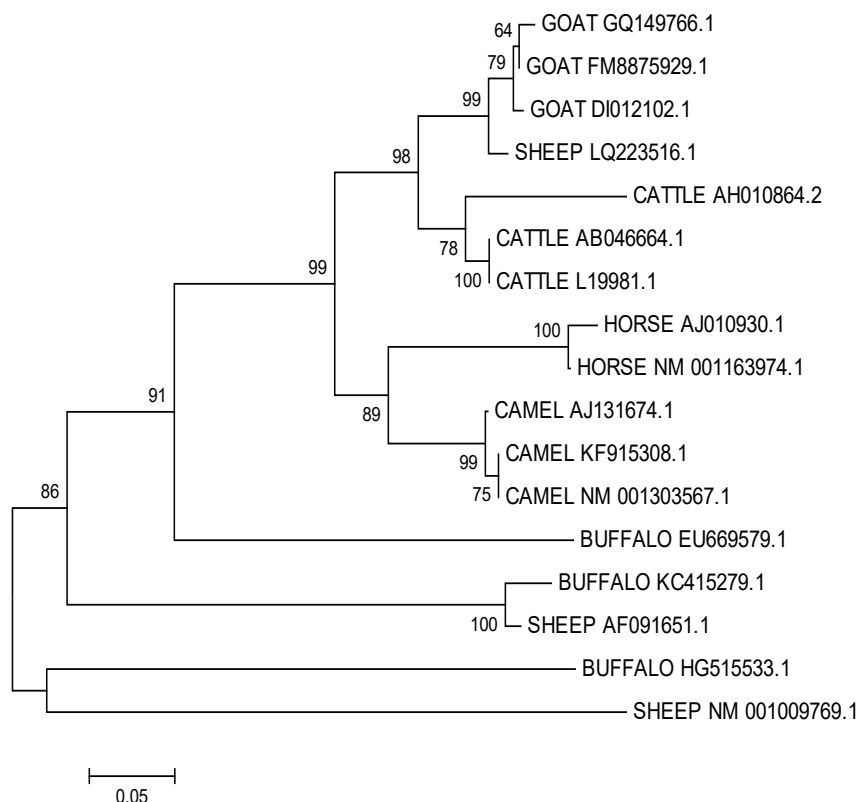 64
GOAT GQ149766.1
79
GOAT FM8875929.1
99
GOAT DI012102.1
98
SHEEP LQ223516.1
CATTLE AH010864.2
78
CATTLE AB046664.1
99
100
CATTLE L19981.1
100
HORSE AJ010930.1
HORSE NM 001163974.1
91
89
CAMEL AJ131674.1
99
CAMEL KF915308.1
86
75
CAMEL NM 001303567.1
BUFFALO EU669579.1
BUFFALO KC415279.1
100
SHEEP AF091651.1
BUFFALO HG515533.1
SHEEP NM 001009769.1
0.05